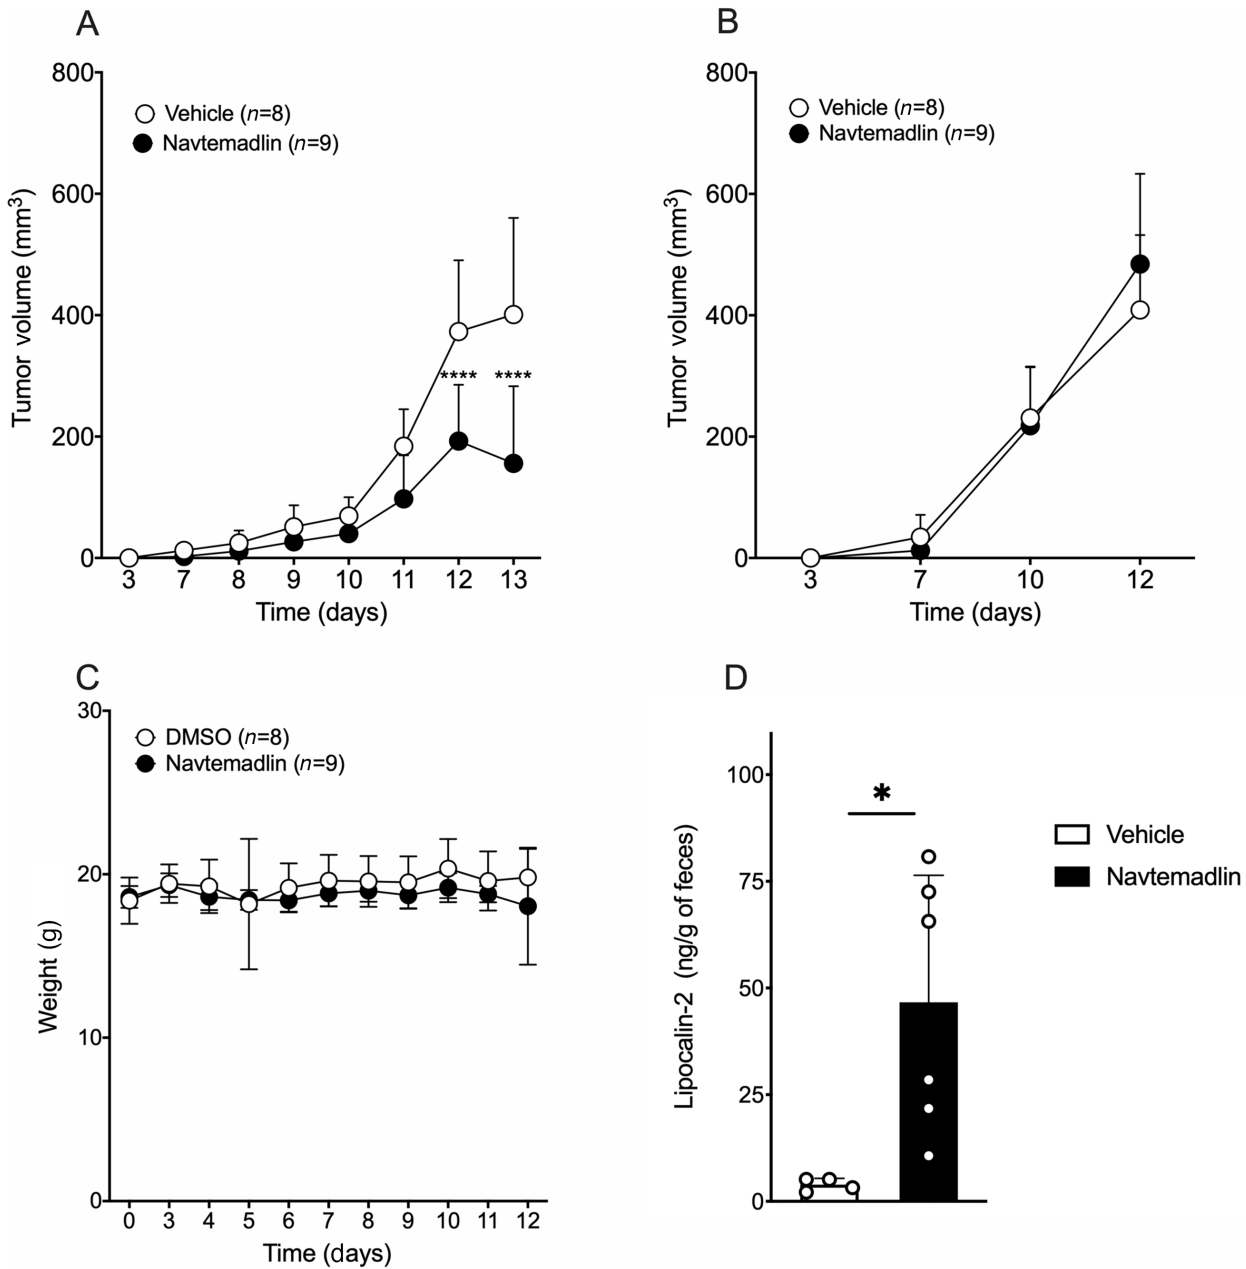 A
800
600
400
200
0
Tumor volume (mm³)
Vehicle (n=8)
Navtemadlin (n=9)
**** ****
3 7 8 9 10 11 12 13
Time (days)
B
800
600
400
200
0
Tumor volume (mm³)
Vehicle (n=8)
Navtemadlin (n=9)
3 7 10 12
Time (days)
C
30
20
10
0
Weight (g)
DMSO (n=8)
Navtemadlin (n=9)
0 3 4 5 6 7 8 9 10 11 12
Time (days)
D
100
75
50
25
0
Lipocalin-2 (ng/g of feces)
*
Vehicle
Navtemadlin